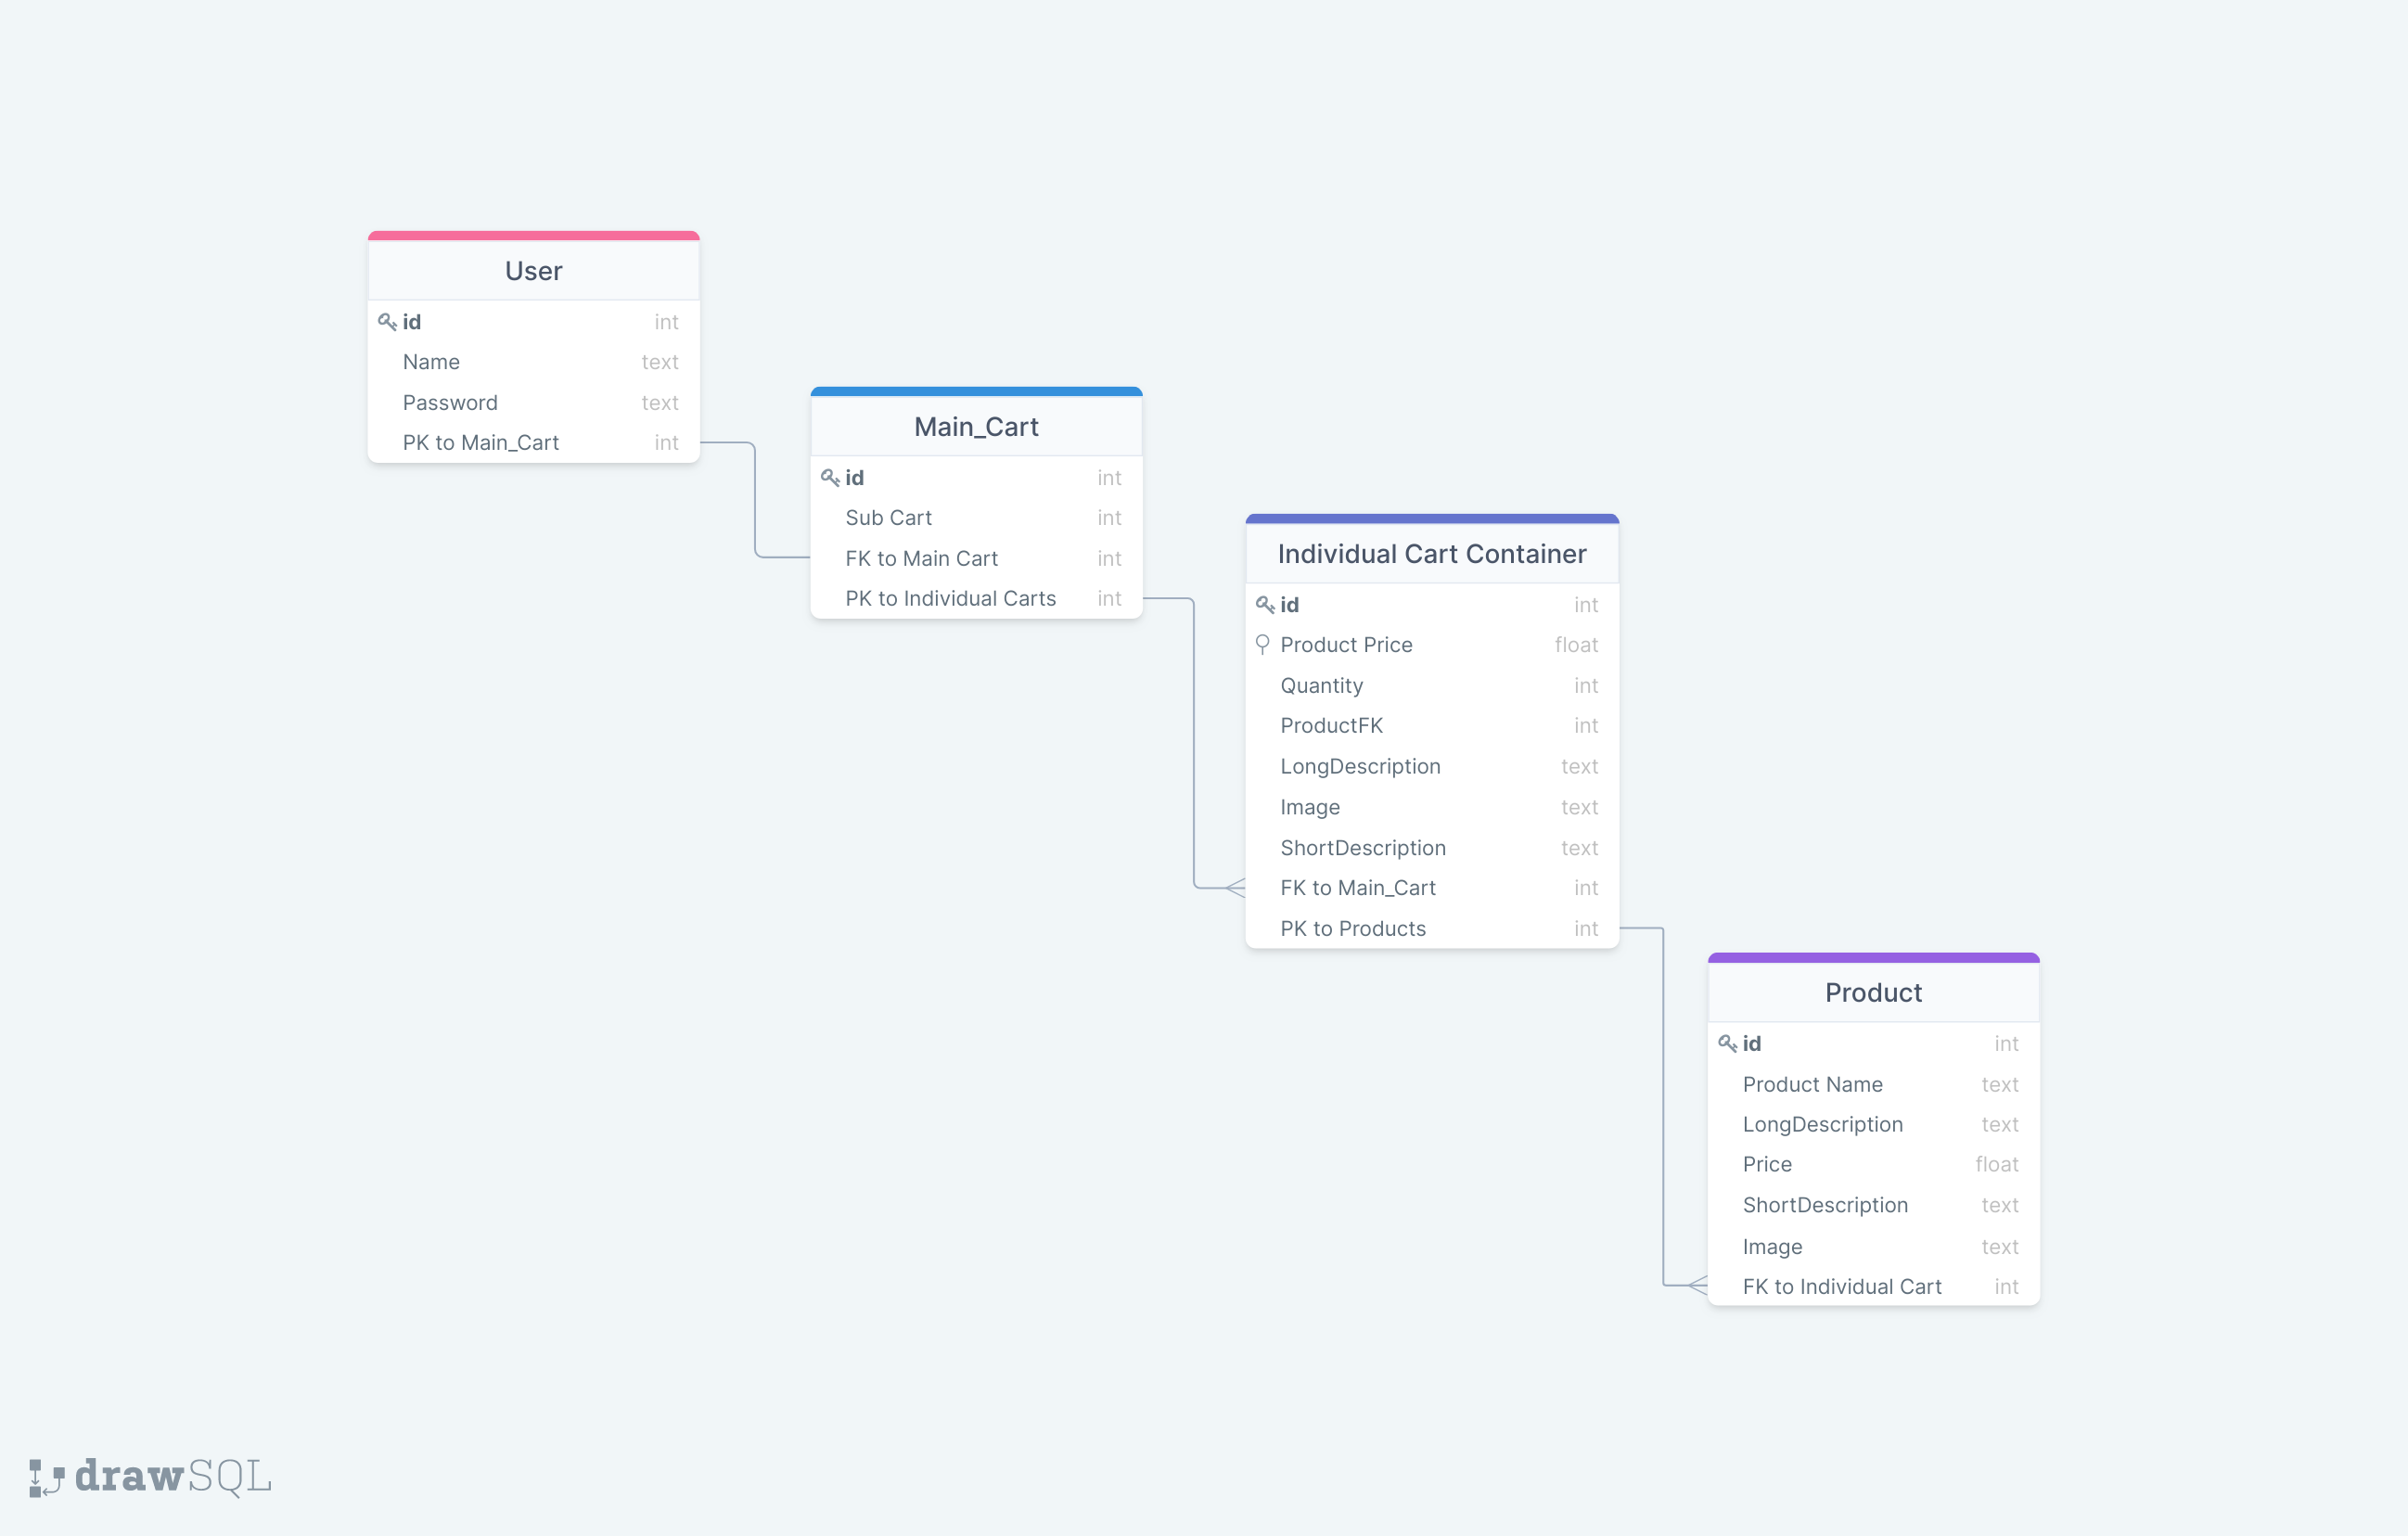 User
id int
Name text
Password text
PK to Main_Cart int
Main_Cart
id int
Sub Cart int
FK to Main Cart int
PK to Individual Carts int
Individual Cart Container
id int
Product Price float
Quantity int
ProductFK int
LongDescription text
Image text
ShortDescription text
FK to Main_Cart int
PK to Products int
Product
id int
Product Name text
LongDescription text
Price float
ShortDescription text
Image text
FK to Individual Cart int
drawSQL